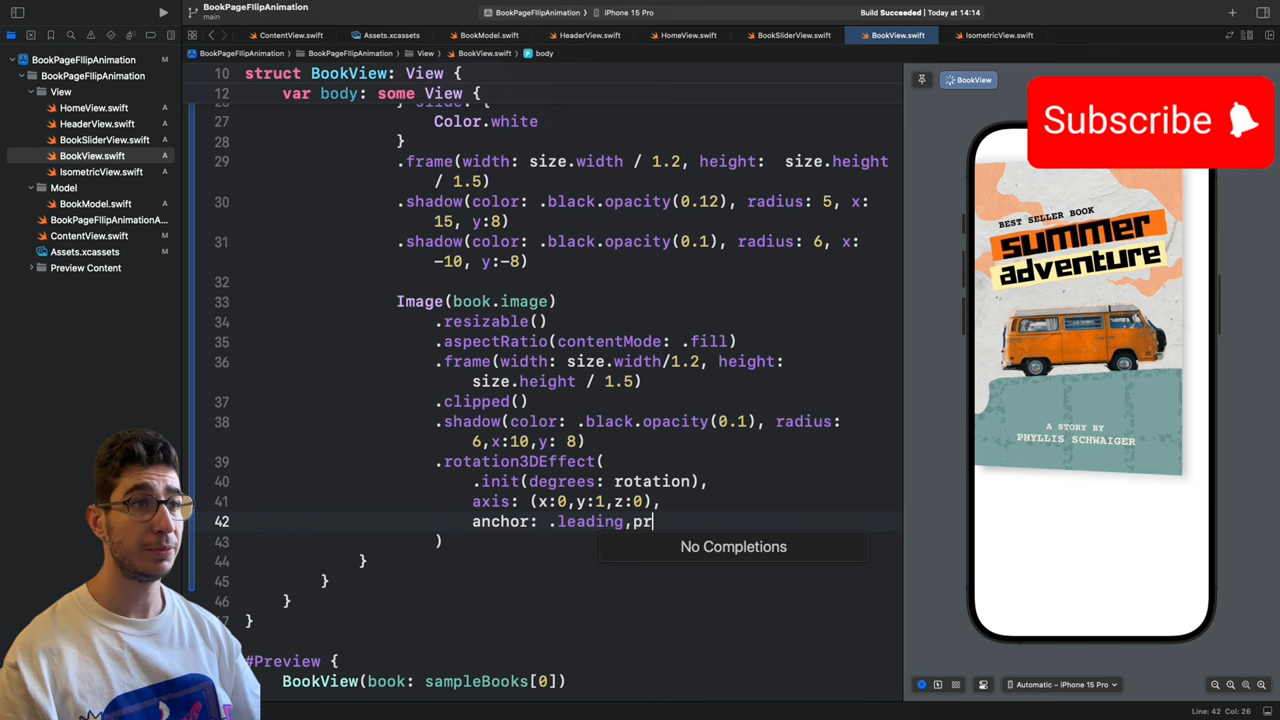 BookPageFlipAnimation
main
BookPageFlipAnimation
iPhone 15 Pro
Build Succeeded | Today at 14:14
ContentView.swift
Assets.xcassets
BookModel.swift
HeaderView.swift
HomeView.swift
BookSliderView.swift
BookView.swift
IsometricView.swift
BookPageFlipAnimation
BookPageFlipAnimation
View
BookView.swift
body
BookPageFlipAnimation
BookPageFlipAnimation
View
HomeView.swift A
HeaderView.swift A
BookSliderView.swift A
BookView.swift A
IsometricView.swift A
Model
BookModel.swift A
BookPageFlipAnimationA... M
ContentView.swift M
Assets.xcassets M
Preview Content
10 struct BookView: View {
12 var body: some View {
27 Color.white
28 }
29 .frame(width: size.width / 1.2, height: size.height
/ 1.5)
30 .shadow(color: .black.opacity(0.12), radius: 5, x:
15, y:8)
31 .shadow(color: .black.opacity(0.1), radius: 6, x:
-10, y:-8)
32
33 Image(book.image)
34 .resizable()
35 .aspectRatio(contentMode: .fill)
36 .frame(width: size.width/1.2, height:
size.height / 1.5)
37 .clipped()
38 .shadow(color: .black.opacity(0.1), radius:
6,x:10,y: 8)
39 .rotation3DEffect(
40 .init(degrees: rotation),
41 axis: (x:0,y:1,z:0),
42 anchor: .leading,pr
No Completions
43 )
44 }
45 }
46 }
}
#Preview {
BookView(book: sampleBooks[0])
BookView
Subscribe
BEST SELLER BOOK
summer
adventure
A STORY BY
PHYLLIS SCHWAIGER
Automatic – iPhone 15 Pro
Line: 42 Col: 26